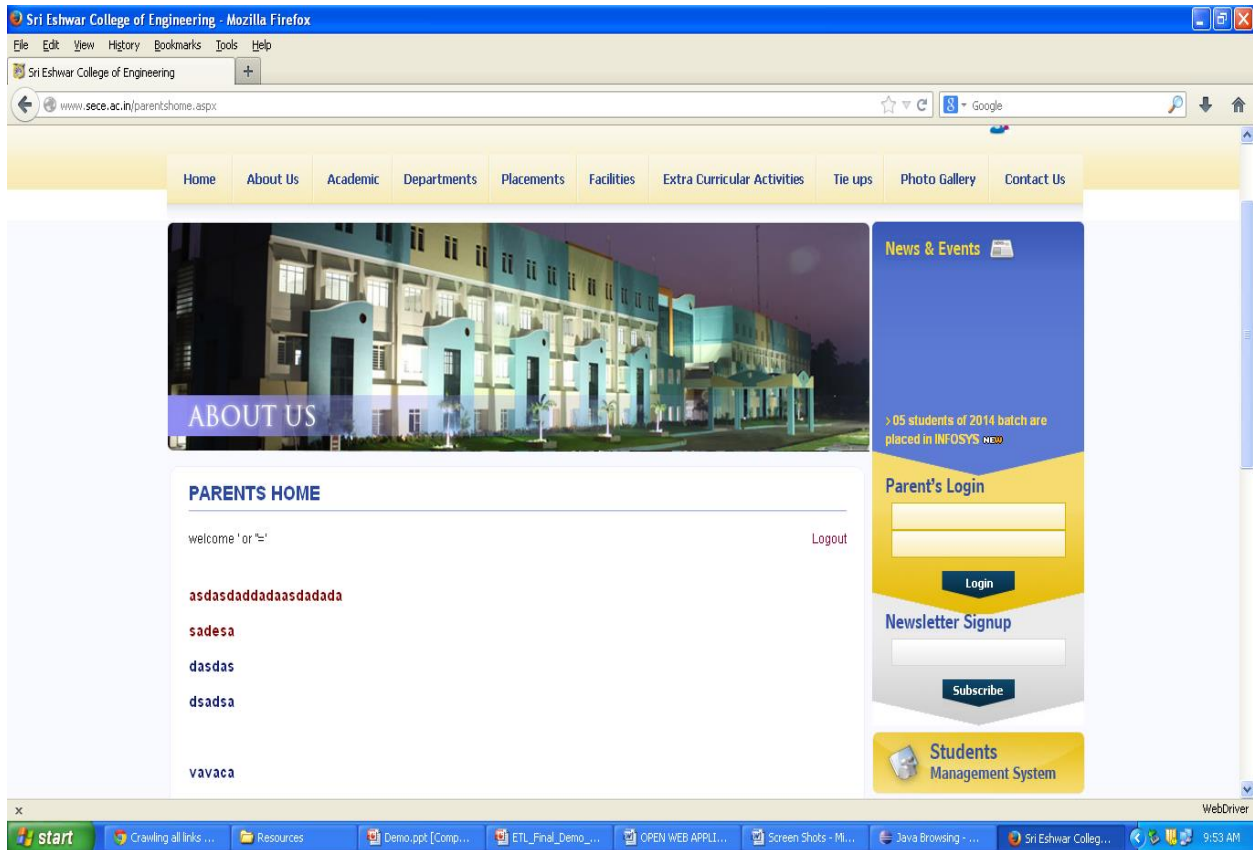 Sri Eshwar College of Engineering - Mozilla Firefox
File Edit View History Bookmarks Tools Help
Sri Eshwar College of Engineering +
www.sece.ac.in/parentshome.aspx
8 Google
Home About Us Academic Departments Placements Facilities Extra Curricular Activities Tie ups Photo Gallery Contact Us
ABOUT US
News & Events
> 05 students of 2014 batch are
placed in INFOSYS NEW
PARENTS HOME
welcome ' or ''=' Logout
asdasdaddadaasdadada
sadesa
dasdas
dsadsa
vavaca
Parent's Login
Login
Newsletter Signup
Subscribe
Students
Management System
x WebDriver
start Crawling all links ... Resources Demo.ppt [Comp... ETL_Final_Demo_... OPEN WEB APPLI... Screen Shots - Mi... Java Browsing - ... Sri Eshwar Colleg... 9:53 AM